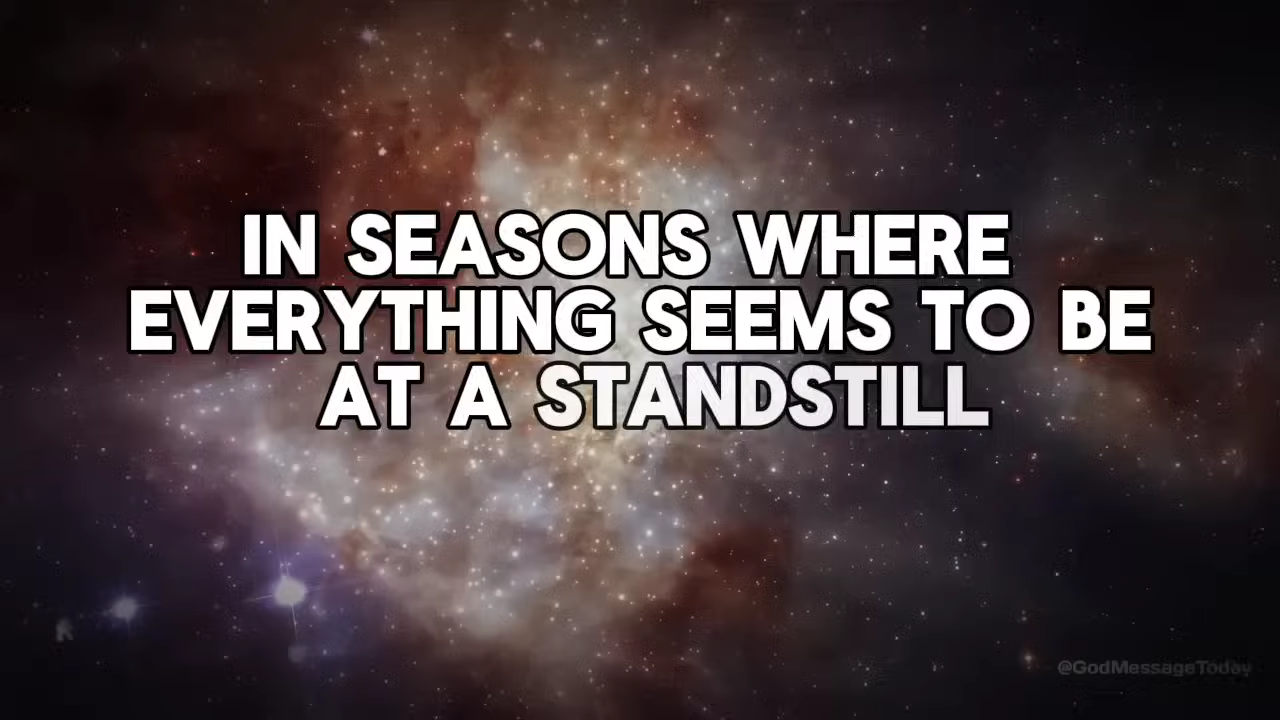 IN SEASONS WHERE
EVERYTHING SEEMS TO BE
AT A STANDSTILL
@GodMessageToday